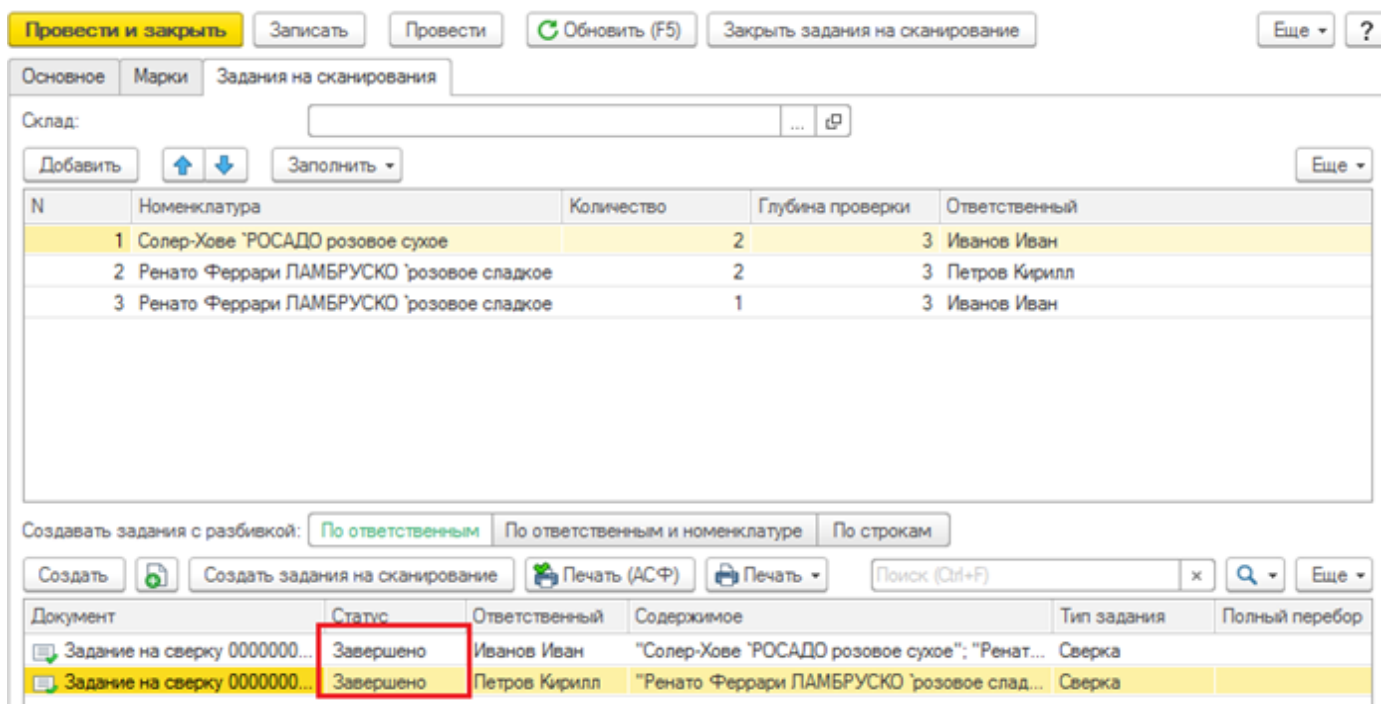 Провести и закрыть Записать Провести Обновить (F5) Закрыть задания на сканирование Еще ?
Основное Марки Задания на сканирования
Склад: ...
Добавить Заполнить Еще
N Номенклатура Количество Глубина проверки Ответственный
1 Солер-Хове `РОСАДО розовое сухое 2 3 Иванов Иван
2 Ренато Феррари ЛАМБРУСКО `розовое сладкое 2 3 Петров Кирилл
3 Ренато Феррари ЛАМБРУСКО `розовое сладкое 1 3 Иванов Иван
Создавать задания с разбивкой: По ответственным По ответственным и номенклатуре По строкам
Создать Создать задания на сканирование Печать (АСФ) Печать Поиск (Ctrl+F) × Еще
Документ Статус Ответственный Содержимое Тип задания Полный перебор
Задание на сверку 0000000... Завершено Иванов Иван "Солер-Хове `РОСАДО розовое сухое"; "Ренат... Сверка
Задание на сверку 0000000... Завершено Петров Кирилл "Ренато Феррари ЛАМБРУСКО `розовое слад... Сверка